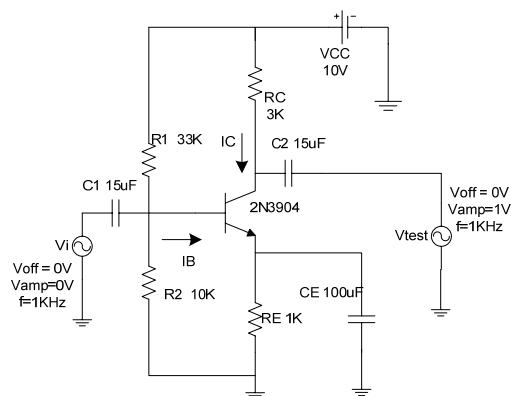 + -
VCC
10V
RC
3K
R1 33K
IC
C2 15uF
C1 15uF
2N3904
Voff = 0V
Vamp=1V
f=1KHz
Vtest
Vi
IB
Voff = 0V
Vamp=0V
f=1KHz
R2 10K
CE 100uF
RE 1K